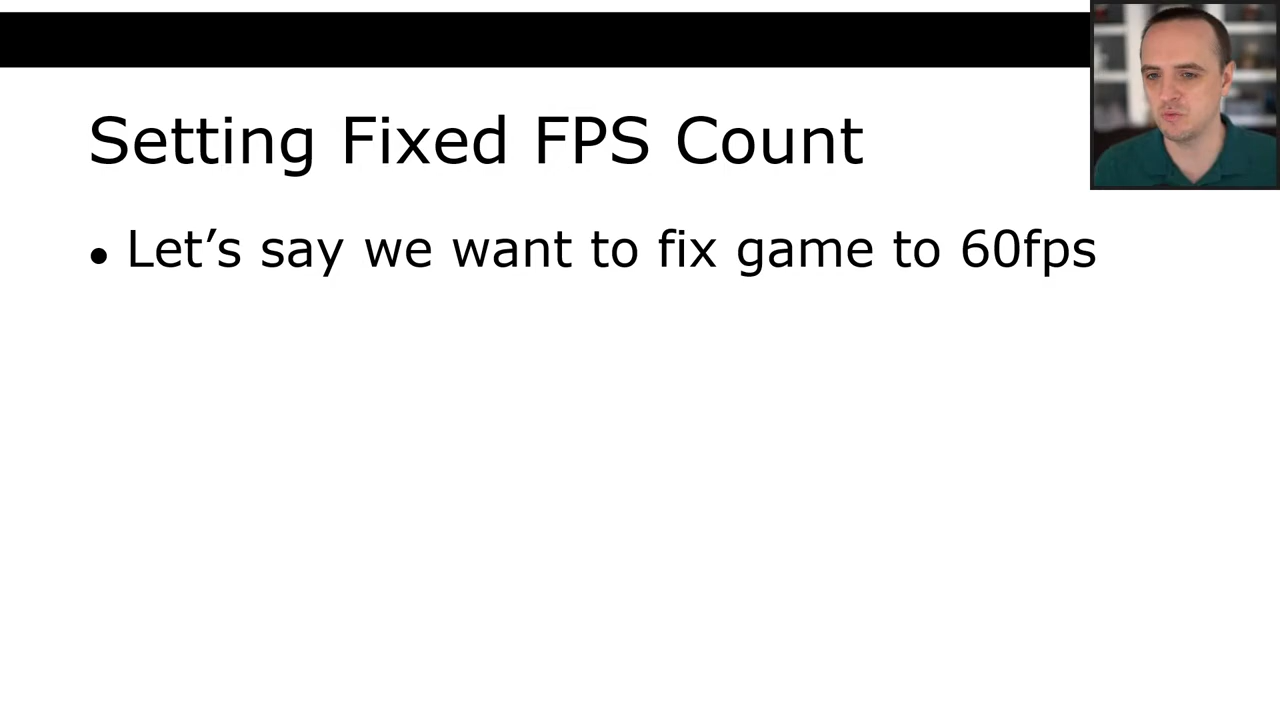 Setting Fixed FPS Count
• Let’s say we want to fix game to 60fps